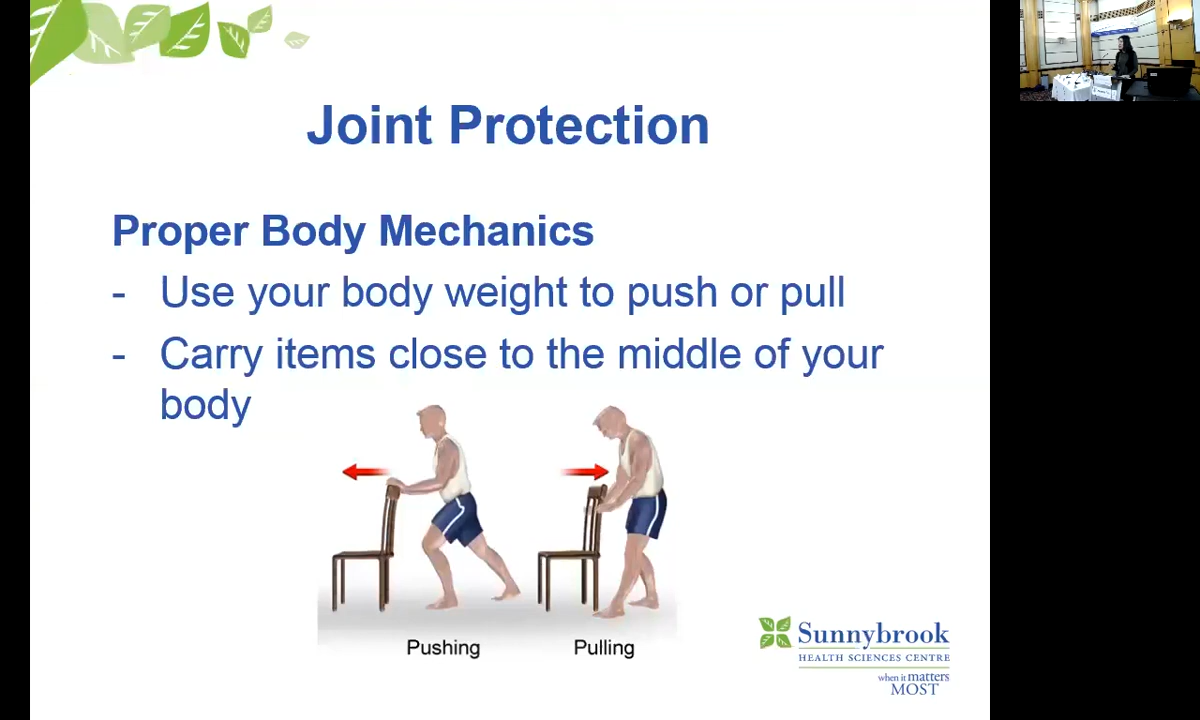 Joint Protection
Proper Body Mechanics
- Use your body weight to push or pull
- Carry items close to the middle of your
body
Pushing
Pulling
Sunnybrook
HEALTH SCIENCES CENTRE
when it matters
MOST